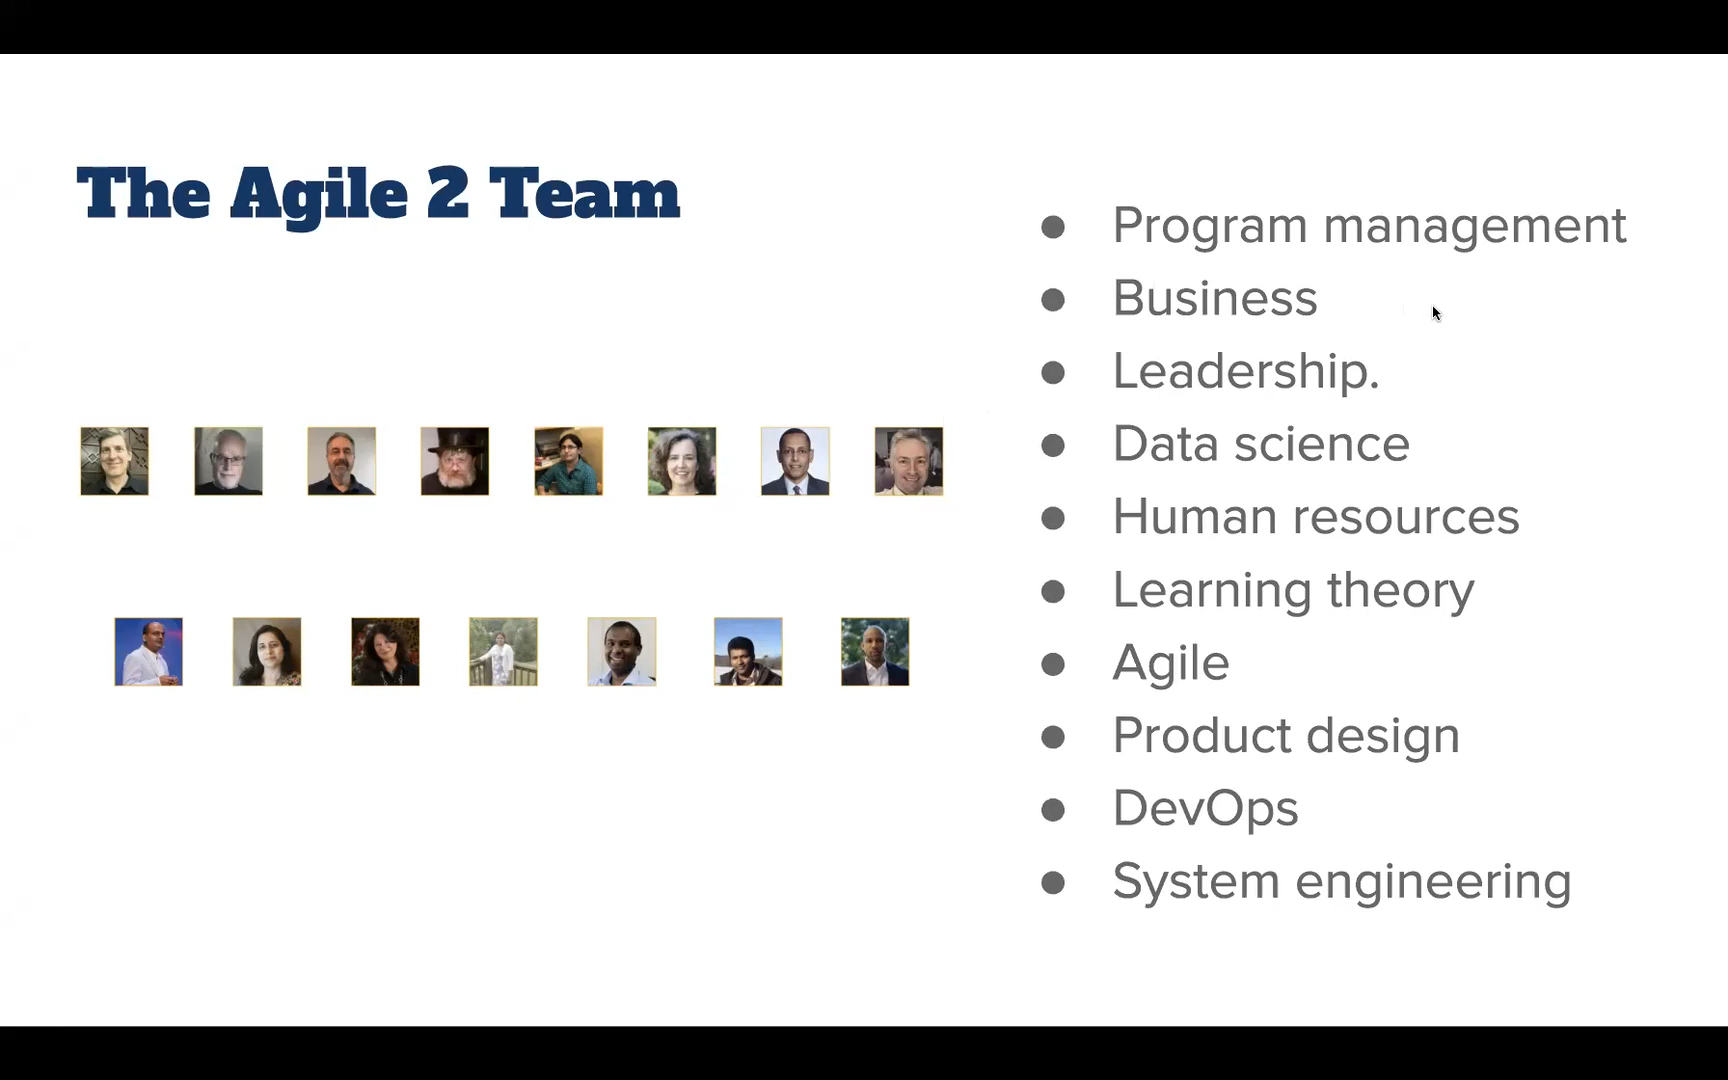 The Agile 2 Team
Program management
Business
Leadership.
Data science
Human resources
Learning theory
Agile
Product design
DevOps
System engineering